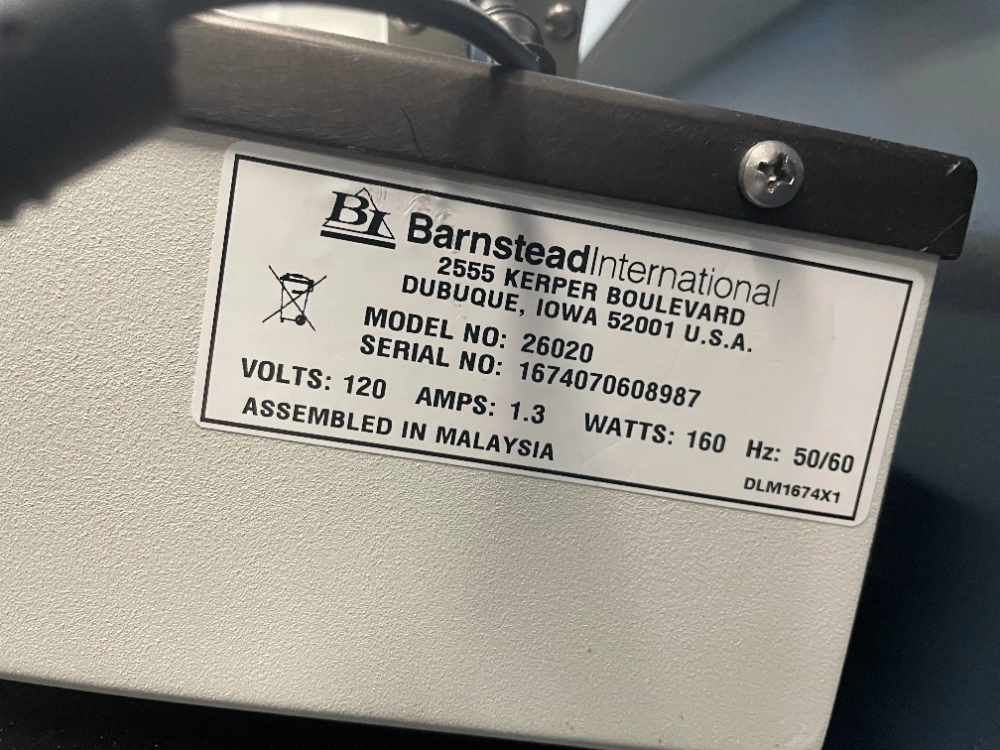 BI BarnsteadInternational
2555 KERPER BOULEVARD
DUBUQUE, IOWA 52001 U.S.A.
MODEL NO: 26020
SERIAL NO: 1674070608987
VOLTS: 120 AMPS: 1.3 WATTS: 160 Hz: 50/60
ASSEMBLED IN MALAYSIA
DLM1674X1